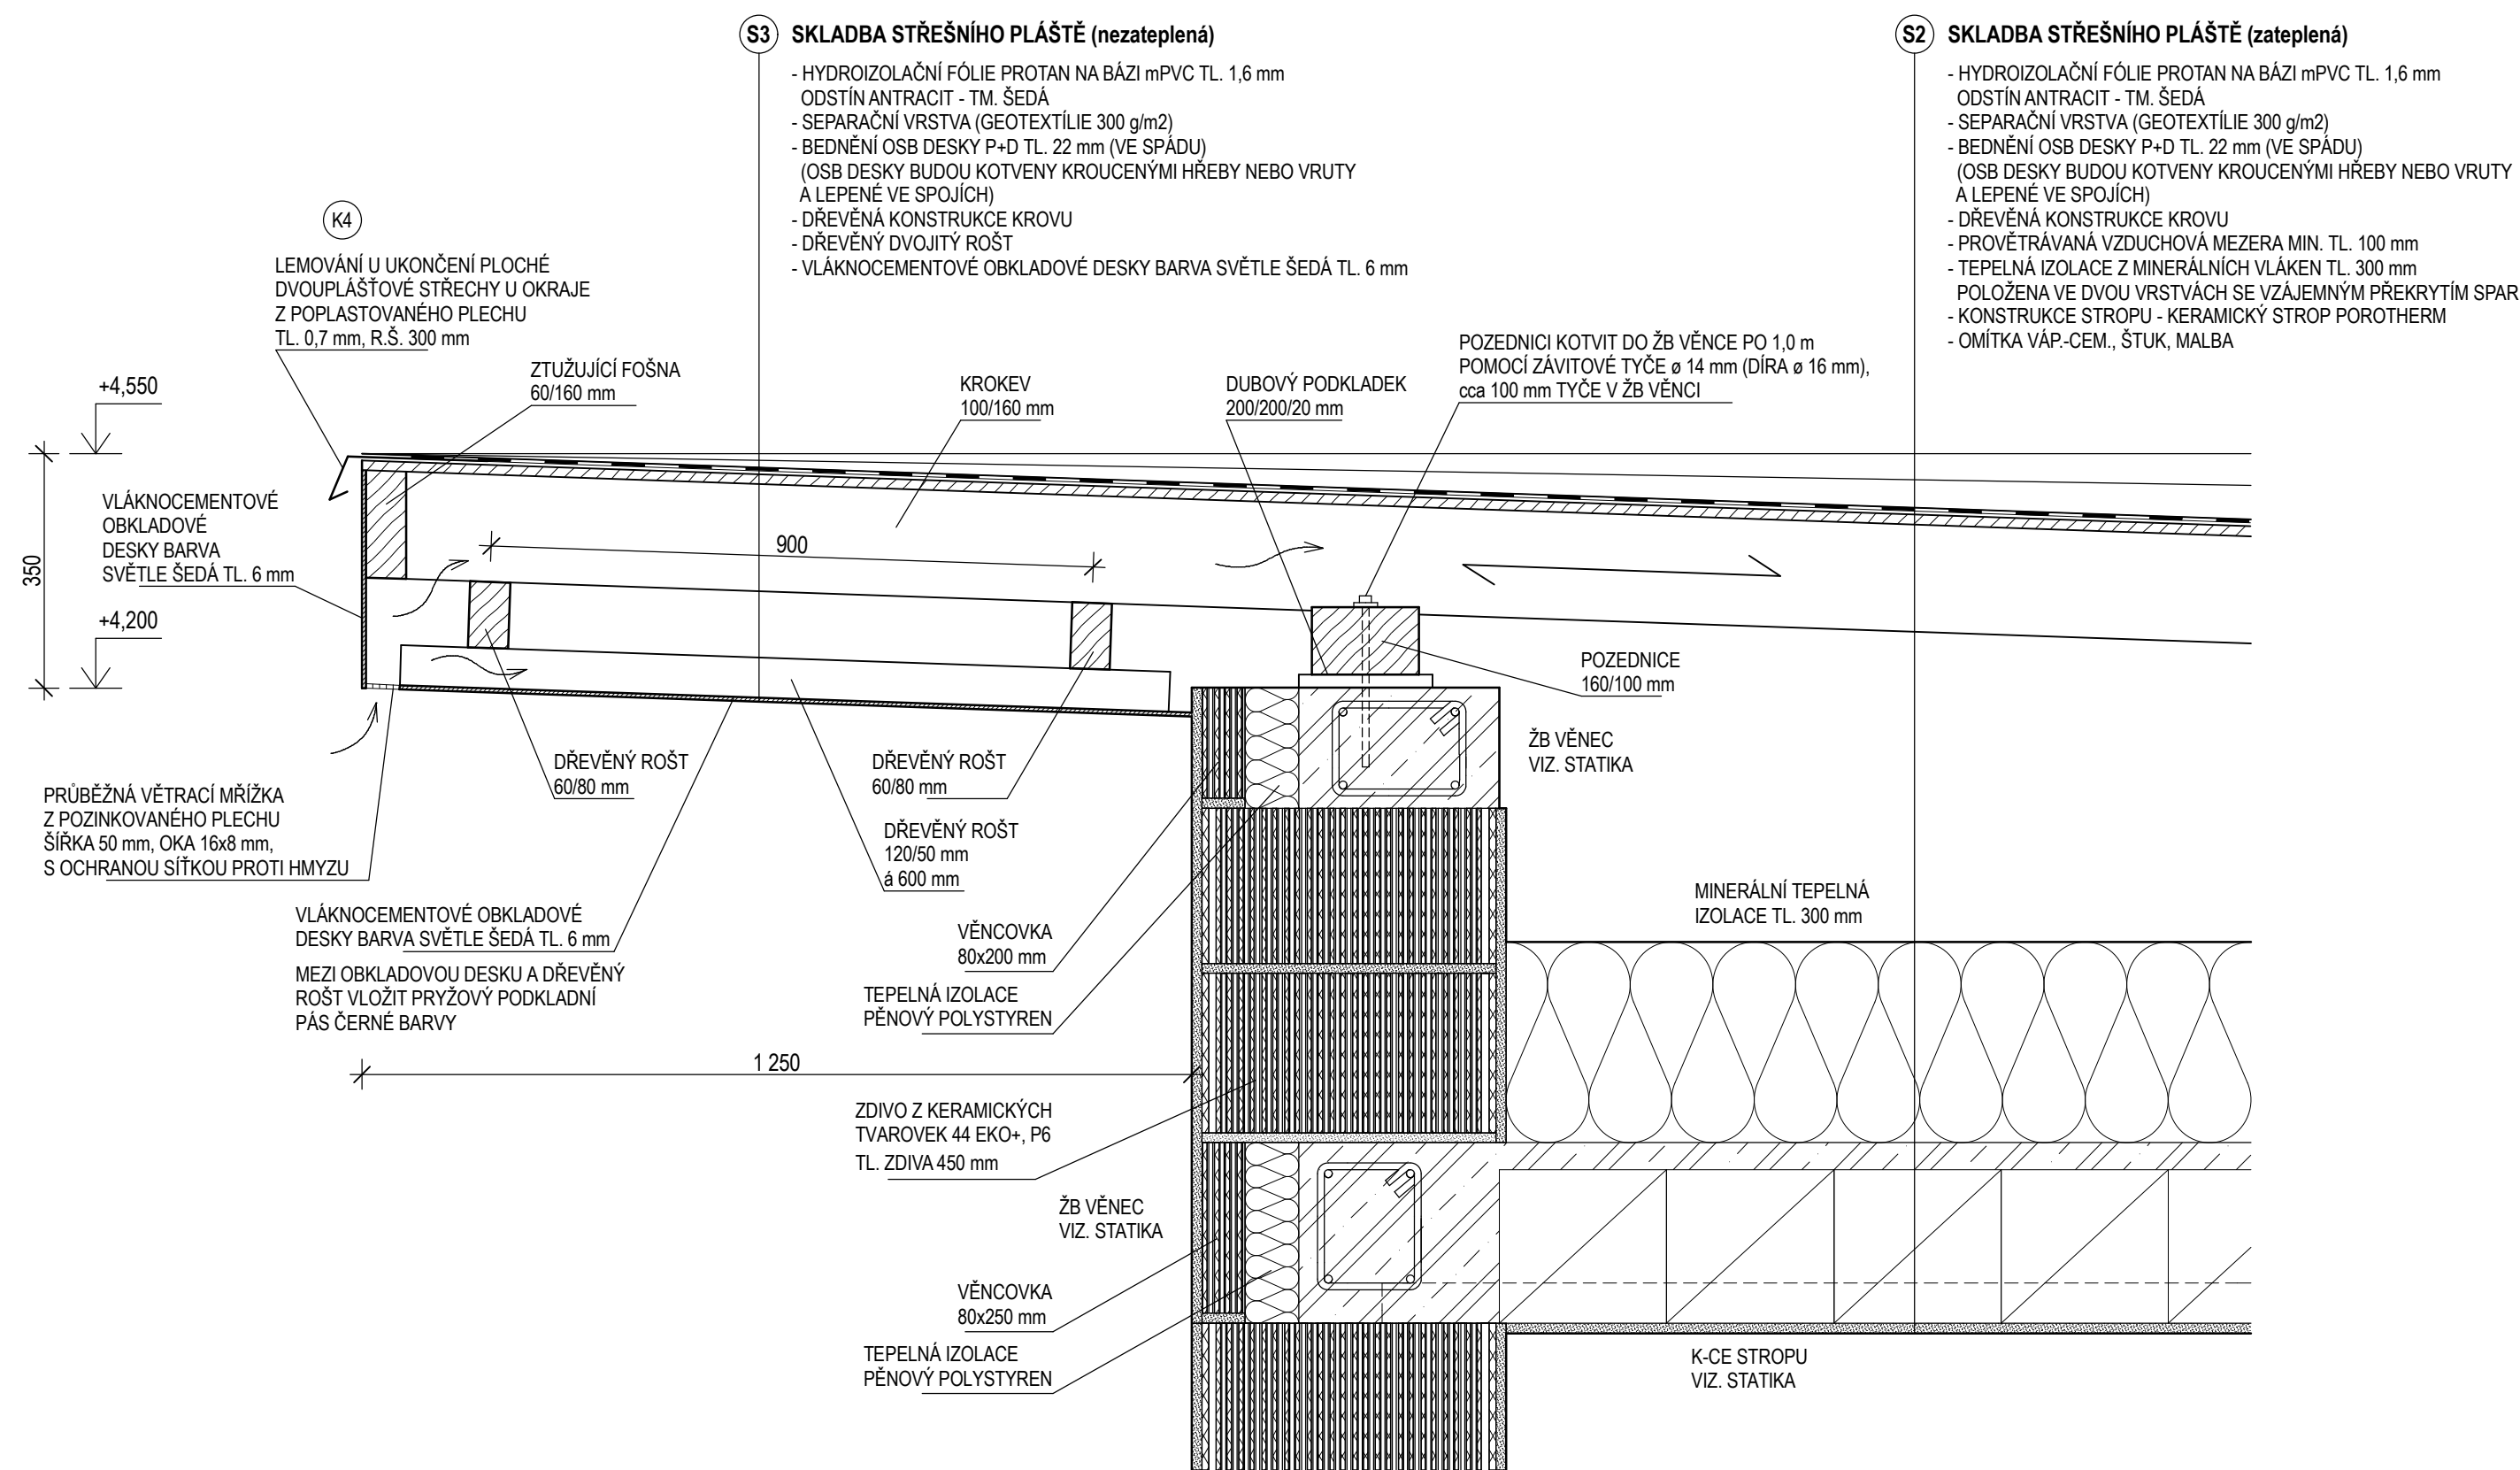 S3 SKLADBA STŘEŠNÍHO PLÁŠTĚ (nezateplená)
- HYDROIZOLAČNÍ FÓLIE PROTAN NA BÁZI mPVC TL. 1,6 mm
ODSTÍN ANTRACIT - TM. ŠEDÁ
- SEPARAČNÍ VRSTVA (GEOTEXTÍLIE 300 g/m2)
- BEDNĚNÍ OSB DESKY P+D TL. 22 mm (VE SPÁDU)
(OSB DESKY BUDOU KOTVENY KROUCENÝMI HŘEBY NEBO VRUTY
A LEPENÉ VE SPOJÍCH)
- DŘEVĚNÁ KONSTRUKCE KROVU
- DŘEVĚNÝ DVOJITÝ ROŠT
- VLÁKNOCEMENTOVÉ OBKLADOVÉ DESKY BARVA SVĚTLE ŠEDÁ TL. 6 mm
S2 SKLADBA STŘEŠNÍHO PLÁŠTĚ (zateplená)
- HYDROIZOLAČNÍ FÓLIE PROTAN NA BÁZI mPVC TL. 1,6 mm
ODSTÍN ANTRACIT - TM. ŠEDÁ
- SEPARAČNÍ VRSTVA (GEOTEXTÍLIE 300 g/m2)
- BEDNĚNÍ OSB DESKY P+D TL. 22 mm (VE SPÁDU)
(OSB DESKY BUDOU KOTVENY KROUCENÝMI HŘEBY NEBO VRUTY
A LEPENÉ VE SPOJÍCH)
- DŘEVĚNÁ KONSTRUKCE KROVU
- PROVĚTRÁVANÁ VZDUCHOVÁ MEZERA MIN. TL. 100 mm
- TEPELNÁ IZOLACE Z MINERÁLNÍCH VLÁKEN TL. 300 mm
POLOŽENA VE DVOU VRSTVÁCH SE VZÁJEMNÝM PŘEKRYTÍM SPAR
- KONSTRUKCE STROPU - KERAMICKÝ STROP POROTHERM
- OMÍTKA VÁP.-CEM., ŠTUK, MALBA
K4
LEMOVÁNÍ U UKONČENÍ PLOCHÉ
DVOUPLÁŠŤOVÉ STŘECHY U OKRAJE
Z POPLASTOVANÉHO PLECHU
TL. 0,7 mm, R.Š. 300 mm
ZTUŽUJÍCÍ FOŠNA
60/160 mm
KROKEV
100/160 mm
DUBOVÝ PODKLADEK
200/200/20 mm
POZEDNICI KOTVIT DO ŽB VĚNCE PO 1,0 m
POMOCÍ ZÁVITOVÉ TYČE ø 14 mm (DÍRA ø 16 mm),
cca 100 mm TYČE V ŽB VĚNCI
+4,550
350
VLÁKNOCEMENTOVÉ
OBKLADOVÉ
DESKY BARVA
SVĚTLE ŠEDÁ TL. 6 mm
+4,200
900
POZEDNICE
160/100 mm
ŽB VĚNEC
VIZ. STATIKA
PRŮBĚŽNÁ VĚTRACÍ MŘÍŽKA
Z POZINKOVANÉHO PLECHU
ŠÍŘKA 50 mm, OKA 16x8 mm,
S OCHRANOU SÍŤKOU PROTI HMYZU
DŘEVĚNÝ ROŠT
60/80 mm
DŘEVĚNÝ ROŠT
60/80 mm
DŘEVĚNÝ ROŠT
120/50 mm
á 600 mm
VLÁKNOCEMENTOVÉ OBKLADOVÉ
DESKY BARVA SVĚTLE ŠEDÁ TL. 6 mm
MEZI OBKLADOVOU DESKU A DŘEVĚNÝ
ROŠT VLOŽIT PRYŽOVÝ PODKLADNÍ
PÁS ČERNÉ BARVY
VĚNCOVKA
80x200 mm
TEPELNÁ IZOLACE
PĚNOVÝ POLYSTYREN
MINERÁLNÍ TEPELNÁ
IZOLACE TL. 300 mm
1 250
ZDIVO Z KERAMICKÝCH
TVAROVEK 44 EKO+, P6
TL. ZDIVA 450 mm
ŽB VĚNEC
VIZ. STATIKA
VĚNCOVKA
80x250 mm
TEPELNÁ IZOLACE
PĚNOVÝ POLYSTYREN
K-CE STROPU
VIZ. STATIKA